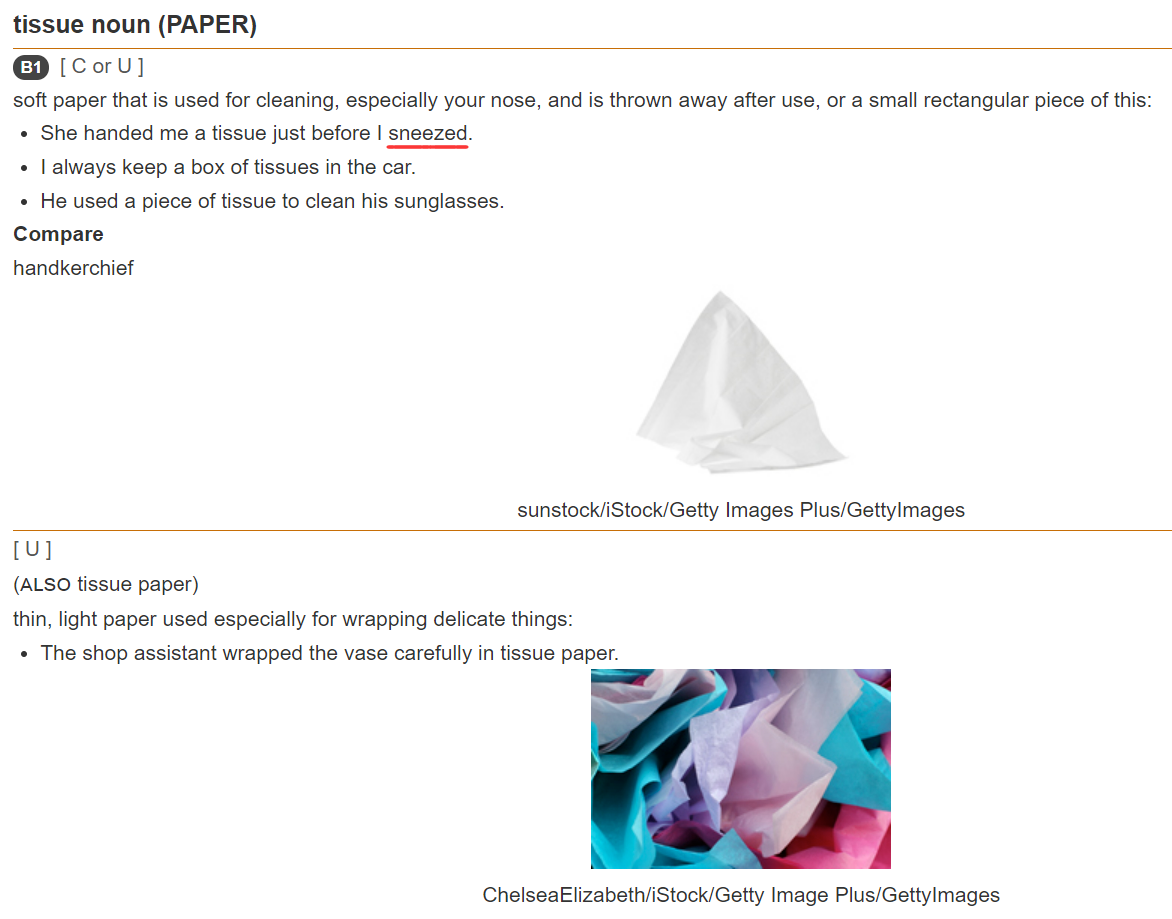 tissue noun (PAPER)
B1 [ C or U ]
soft paper that is used for cleaning, especially your nose, and is thrown away after use, or a small rectangular piece of this:
• She handed me a tissue just before I sneezed.
• I always keep a box of tissues in the car.
• He used a piece of tissue to clean his sunglasses.
Compare
handkerchief
sunstock/iStock/Getty Images Plus/GettyImages
[ U ]
(ALSO tissue paper)
thin, light paper used especially for wrapping delicate things:
• The shop assistant wrapped the vase carefully in tissue paper.
ChelseaElizabeth/iStock/Getty Image Plus/GettyImages